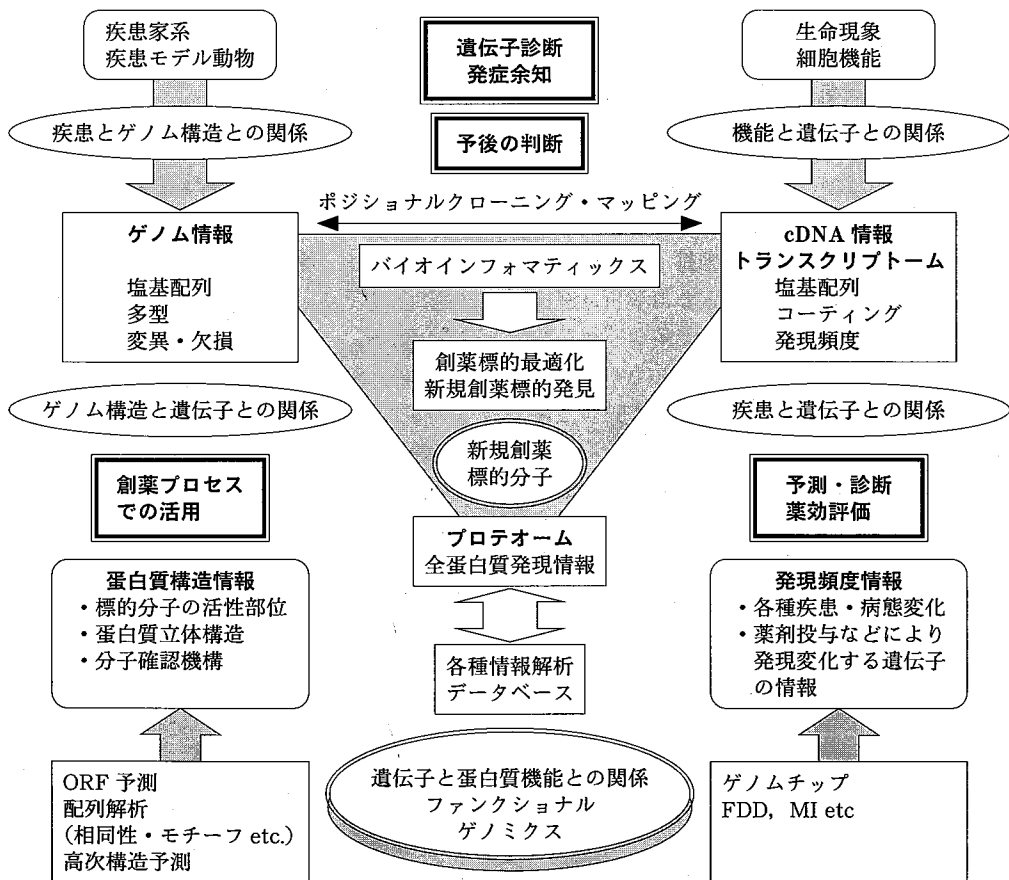 疾患家系
疾患モデル動物
遺伝子診断
発症余知
生命現象
細胞機能
疾患とゲノム構造との関係
予後の判断
機能と遺伝子との関係
ポジショナルクローニング・マッピング
ゲノム情報
塩基配列
多型
変異・欠損
バイオインフォマティックス
cDNA 情報
トランスクリプトーム
塩基配列
コーティング
発現頻度
創薬標的最適化
新規創薬標的発見
ゲノム構造と遺伝子との関係
疾患と遺伝子との関係
新規創薬
標的分子
創薬プロセス
での活用
予測・診断
薬効評価
プロテオーム
全蛋白質発現情報
蛋白質構造情報
・標的分子の活性部位
・蛋白質立体構造
・分子確認機構
発現頻度情報
・各種疾患・病態変化
・薬剤投与などにより
発現変化する遺伝子
の情報
各種情報解析
データベース
ORF 予測
配列解析
(相同性・モチーフ etc.)
高次構造予測
遺伝子と蛋白質機能との関係
ファンクショナル
ゲノミクス
ゲノムチップ
FDD, MI etc